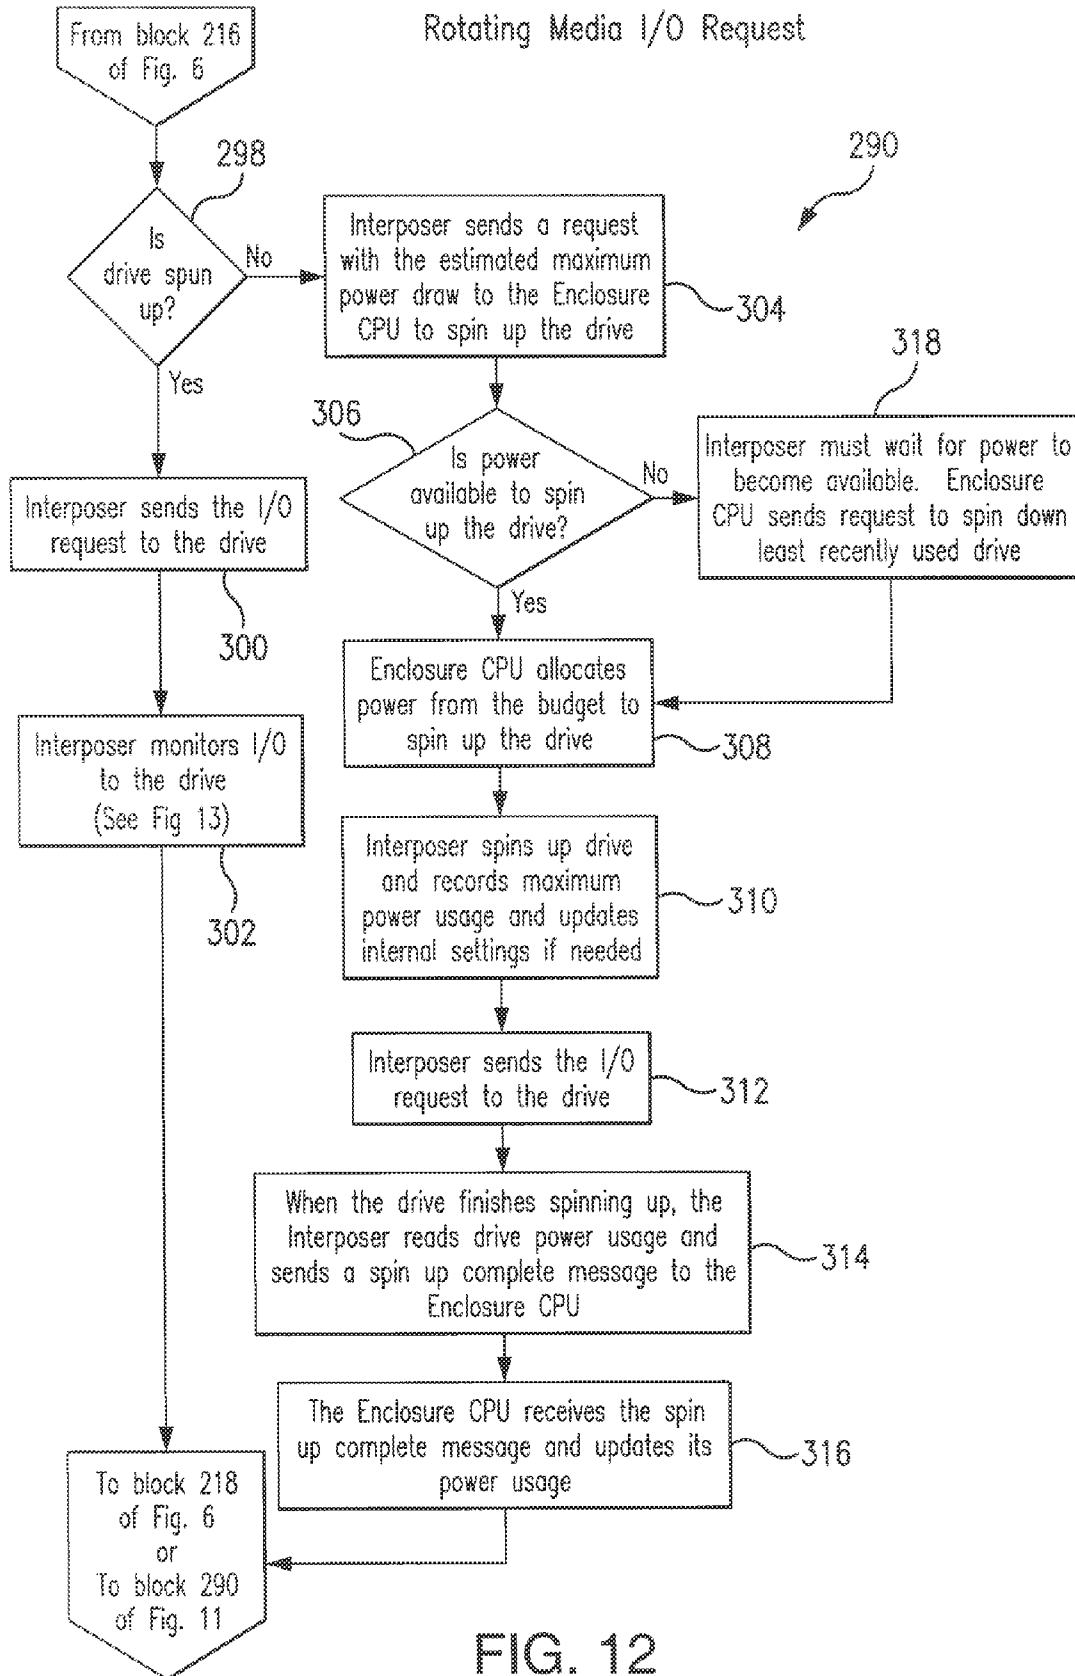 Rotating Media I/O Request
From block 216
of Fig. 6
298
290
Is
drive spun
up?
No
Yes
Interposer sends a request
with the estimated maximum
power draw to the Enclosure
CPU to spin up the drive
304
318
306
Is power
available to spin
up the drive?
No
Yes
Interposer must wait for power to
become available. Enclosure
CPU sends request to spin down
least recently used drive
Interposer sends the I/O
request to the drive
300
Enclosure CPU allocates
power from the budget to
spin up the drive
308
Interposer monitors I/O
to the drive
(See Fig 13)
302
Interposer spins up drive
and records maximum
power usage and updates
internal settings if needed
310
Interposer sends the I/O
request to the drive
312
When the drive finishes spinning up, the
Interposer reads drive power usage and
sends a spin up complete message to the
Enclosure CPU
314
The Enclosure CPU receives the spin
up complete message and updates its
power usage
316
To block 218
of Fig. 6
or
To block 290
of Fig. 11
FIG. 12